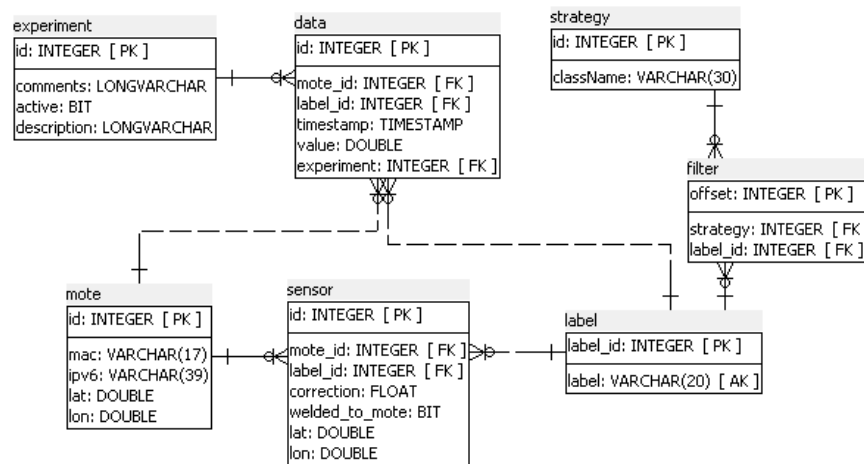 experiment
id: INTEGER [ PK ]
comments: LONGVARCHAR
active: BIT
description: LONGVARCHAR
data
id: INTEGER [ PK ]
mote_id: INTEGER [ FK ]
label_id: INTEGER [ FK ]
timestamp: TIMESTAMP
value: DOUBLE
experiment: INTEGER [ FK ]
strategy
id: INTEGER [ PK ]
className: VARCHAR(30)
filter
offset: INTEGER [ PK ]
strategy: INTEGER [ FK
label_id: INTEGER [ FK ]
mote
id: INTEGER [ PK ]
mac: VARCHAR(17)
ipv6: VARCHAR(39)
lat: DOUBLE
lon: DOUBLE
sensor
id: INTEGER [ PK ]
mote_id: INTEGER [ FK ]
label_id: INTEGER [ FK ]
correction: FLOAT
welded_to_mote: BIT
lat: DOUBLE
lon: DOUBLE
label
label_id: INTEGER [ PK ]
label: VARCHAR(20) [ AK ]